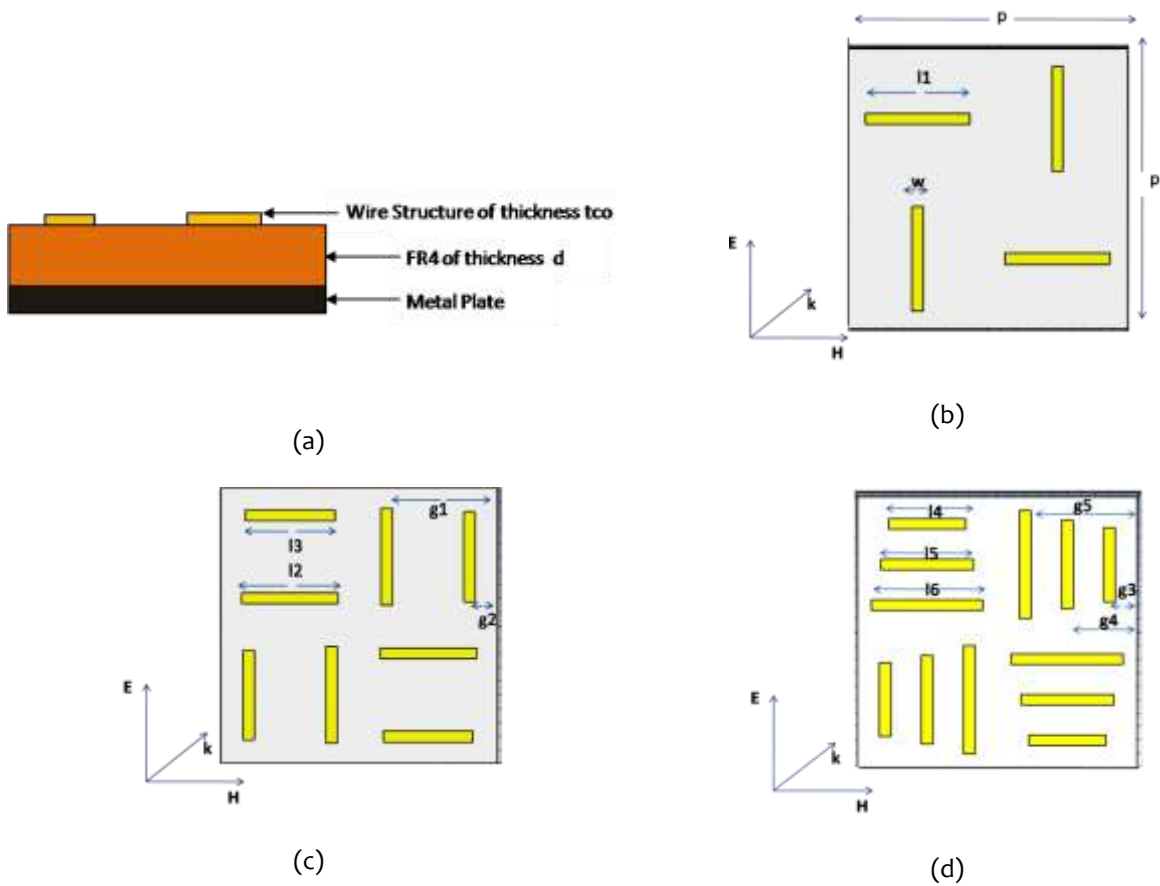 Wire Structure of thickness tco
FR4 of thickness d
Metal Plate
(a)
p
l1
p
w
E
k
H
(b)
g1
l3
l2
g2
E
k
H
(c)
l4
g5
l5
l6
g3
g4
E
k
H
(d)